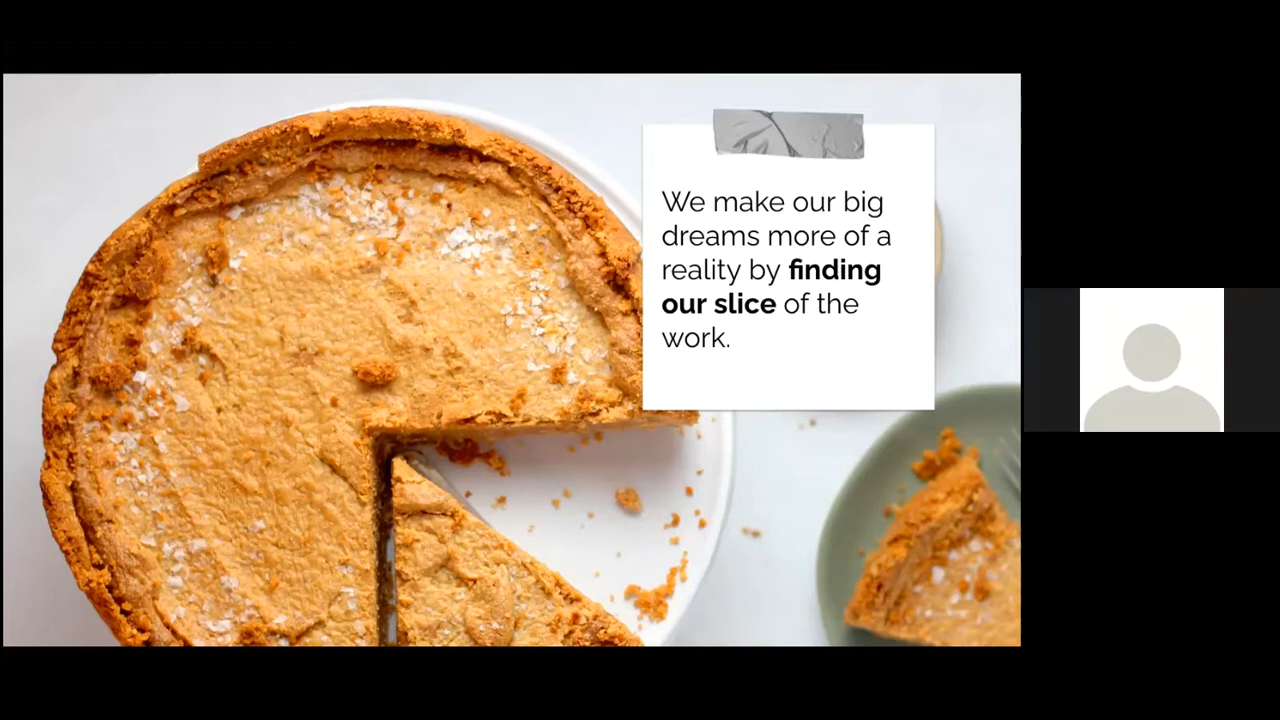 We make our big
dreams more of a
reality by finding
our slice of the
work.